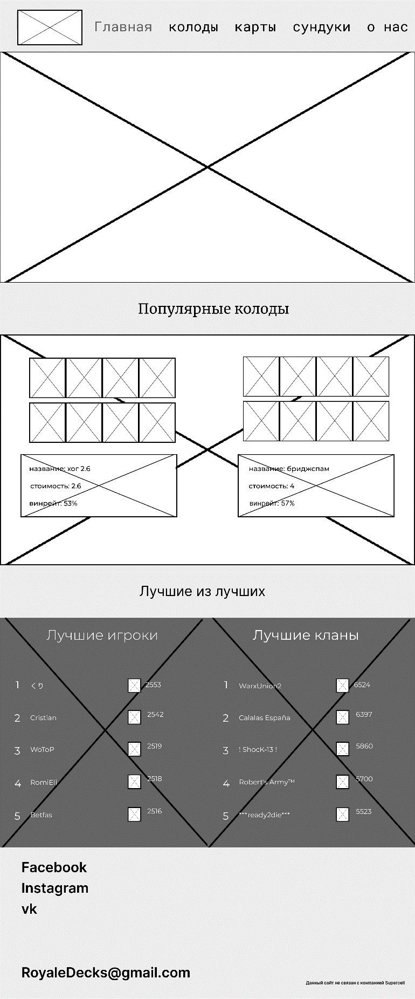 Главная колоды карты сундуки о нас
Популярные колоды
название: хог 2.6
стоимость: 2.6
винрейт: 53%
название: бриджспам
стоимость: 4
винрейт: 57%
Лучшие из лучших
Лучшие игроки
1 くり 2553
2 Cristian 2542
3 WoToP 2519
4 RomiEli 2518
5 Betfas 2516
Лучшие кланы
1 WarxUnion2 6524
2 Calalas España 6397
3 ! ShocK-13 ! 5860
4 Robert's Army™ 5700
5 ***ready2die*** 5523
Facebook
Instagram
vk
RoyaleDecks@gmail.com
Данный сайт не связан с компанией Supercell